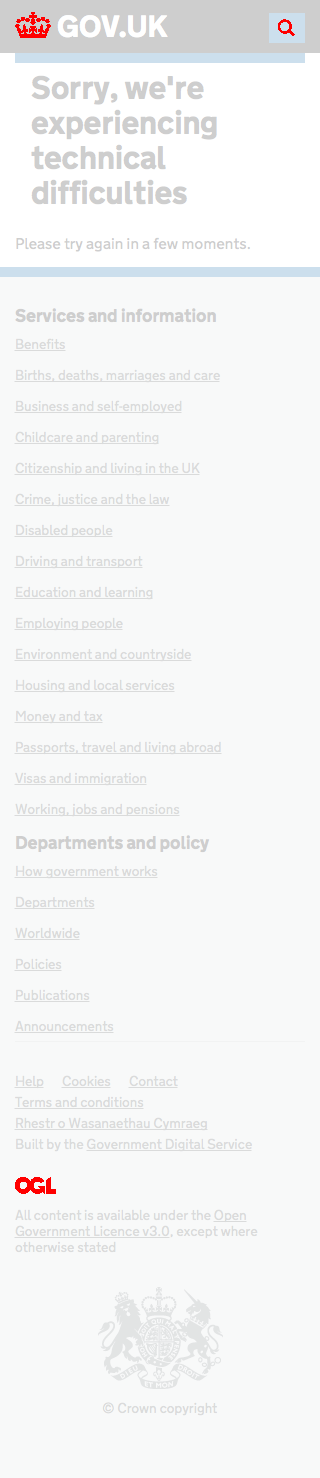 GOV.UK
Sorry, we're
experiencing
technical
difficulties
Please try again in a few moments.
Services and information
Benefits
Births, deaths, marriages and care
Business and self-employed
Childcare and parenting
Citizenship and living in the UK
Crime, justice and the law
Disabled people
Driving and transport
Education and learning
Employing people
Environment and countryside
Housing and local services
Money and tax
Passports, travel and living abroad
Visas and immigration
Working, jobs and pensions
Departments and policy
How government works
Departments
Worldwide
Policies
Publications
Announcements
Help Cookies Contact
Terms and conditions
Rhestr o Wasanaethau Cymraeg
Built by the Government Digital Service
OGL
All content is available under the Open
Government Licence v3.0, except where
otherwise stated
© Crown copyright